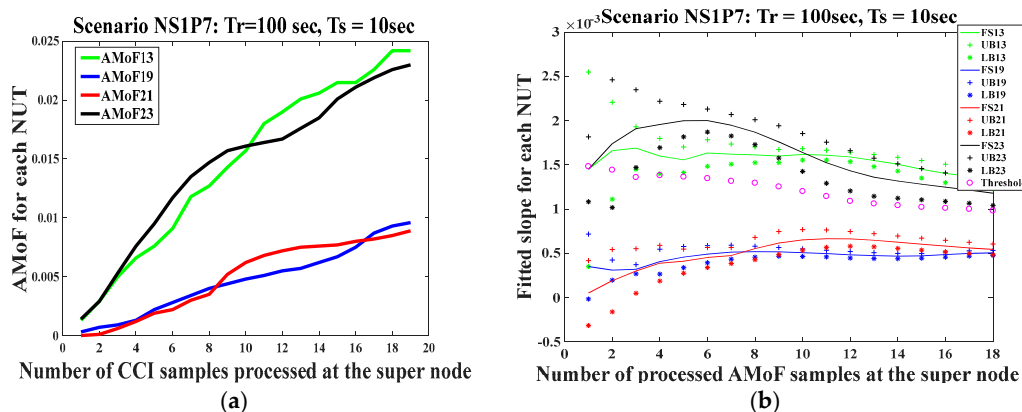 Scenario NS1P7: Tr=100 sec, Ts = 10sec
AMoF for each NUT
0.025
0.02
0.015
0.01
0.005
0
AMoF13
AMoF19
AMoF21
AMoF23
0 2 4 6 8 10 12 14 16 18 20
Number of CCI samples processed at the super node
(a)
×10-3
Scenario NS1P7: Tr = 100sec, Ts = 10sec
Fitted slope for each NUT
3
2.5
2
1.5
1
0.5
0
-0.5
FS13
UB13
LB13
FS19
UB19
LB19
FS21
UB21
LB21
FS23
UB23
LB23
Threshold
0 2 4 6 8 10 12 14 16 18
Number of processed AMoF samples at the super node
(b)